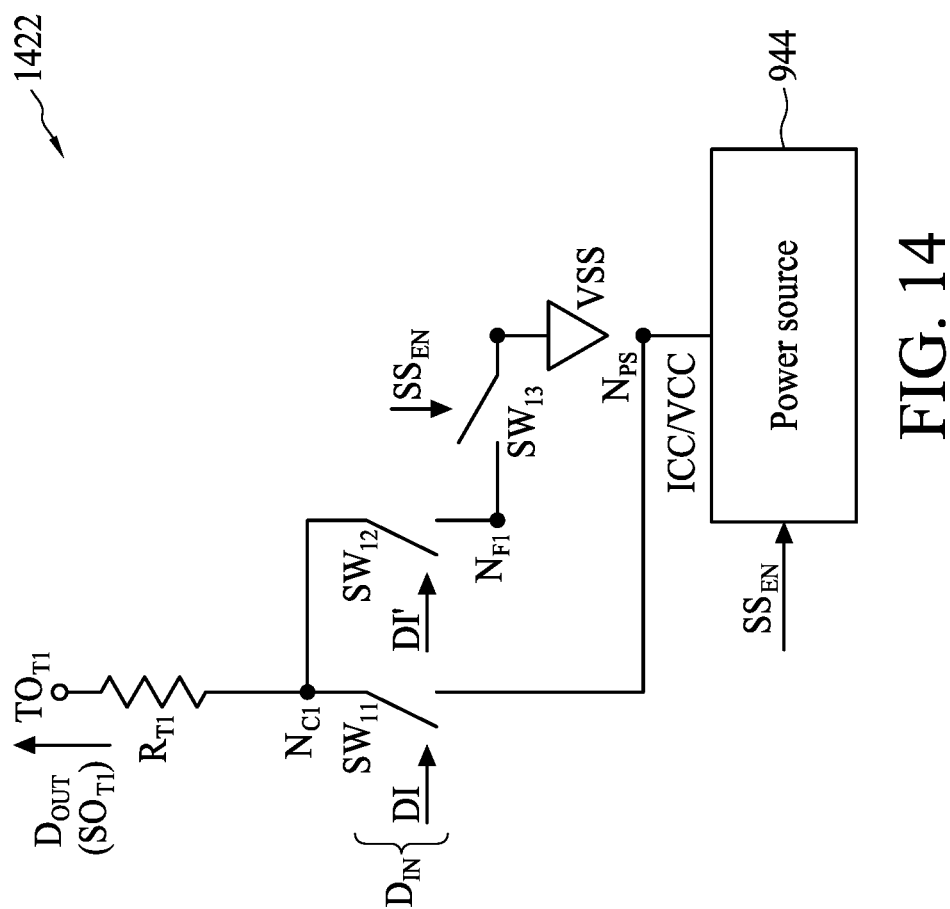 1422
D_OUT
(SO_T1)
TO_T1
R_T1
N_C1
D_IN
DI
SW_11
DI'
SW_12
N_F1
SS_EN
SW_13
VSS
N_PS
ICC/VCC
SS_EN
Power source
944
FIG. 14